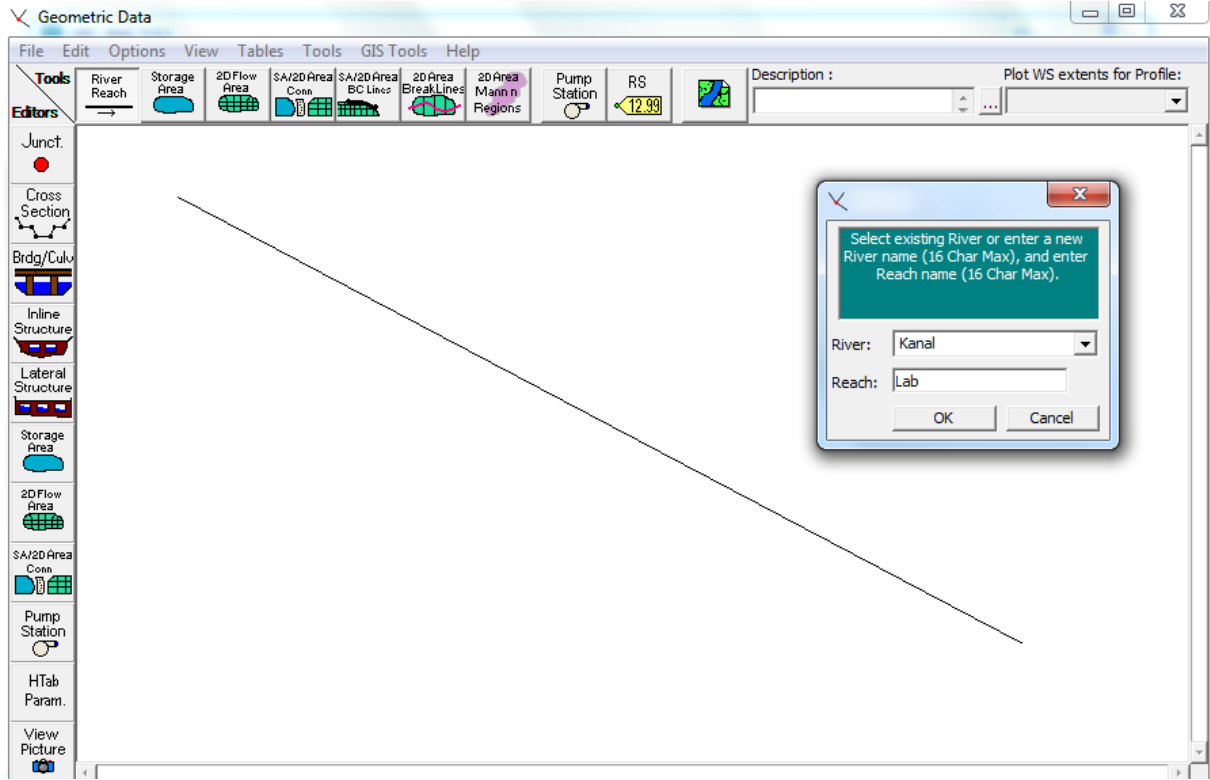 Geometric Data
File Edit Options View Tables Tools GIS Tools Help
Tools
Editors
River
Reach
Storage
Area
2D Flow
Area
SA/2D Area
Conn
SA/2D Area
BC Lines
2D Area
BreakLines
2D Area
Mann n
Regions
Pump
Station
RS
12.99
Description :
...
Plot WS extents for Profile:
Junct.
Cross
Section
Brdg/Culv
Inline
Structure
Lateral
Structure
Storage
Area
2D Flow
Area
SA/2D Area
Conn
Pump
Station
HTab
Param.
View
Picture
Select existing River or enter a new
River name (16 Char Max), and enter
Reach name (16 Char Max).
River: Kanal
Reach: Lab
OK Cancel